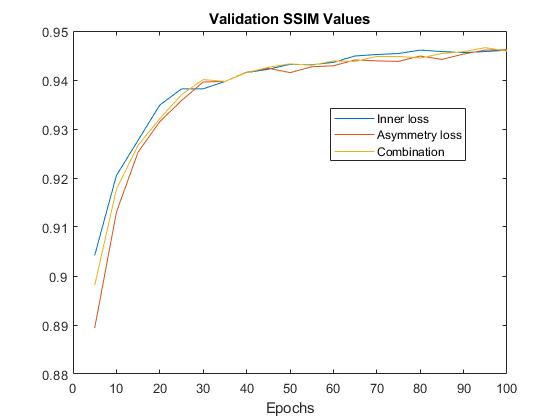 Validation SSIM Values
0.95
0.94
0.93
0.92
0.91
0.9
0.89
0.88
Inner loss
Asymmetry loss
Combination
0 10 20 30 40 50 60 70 80 90 100
Epochs